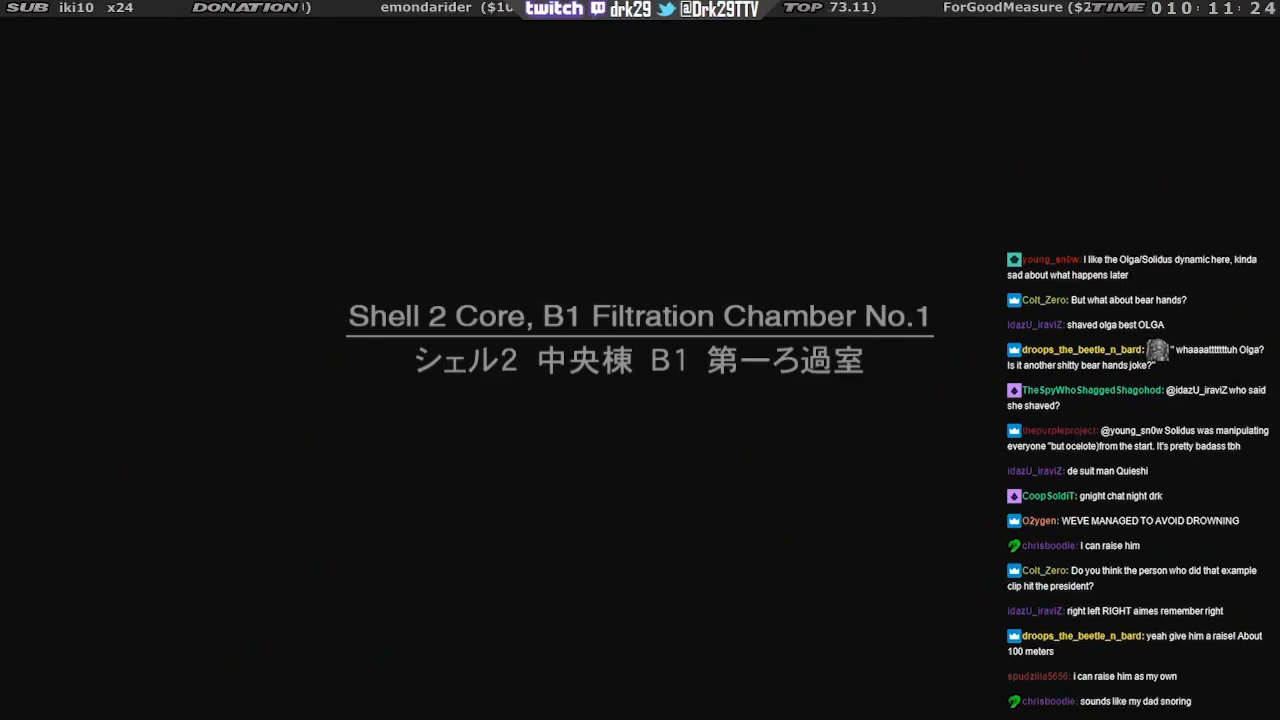 SUB iki10 x24 DONATION) emondarider ($10 twitch drk29 @Drk29TTV TOP 73.11) ForGoodMeasure ($2 TIME 010:11:24
Shell 2 Core, B1 Filtration Chamber No.1
シェル2 中央棟 B1 第一ろ過室
young_sn0w: I like the Olga/Solidus dynamic here, kinda
sad about what happens later
Colt_Zero: But what about bear hands?
idazU_iraviZ: shaved olga best OLGA
droops_the_beetle_n_bard: " whaaaattttttuh Olga?
Is it another shitty bear hands joke?"
TheSpyWhoShaggedShagohod: @idazU_iraviZ who said
she shaved?
thepurpleproject: @young_sn0w Solidus was manipulating
everyone "but ocelote)from the start. It's pretty badass tbh
idazU_iraviZ: de suit man Quieshi
CoopSoldiT: gnight chat night drk
O2ygen: WEVE MANAGED TO AVOID DROWNING
chrisboodie: I can raise him
Colt_Zero: Do you think the person who did that example
clip hit the president?
idazU_iraviZ: right left RIGHT aimes remember right
droops_the_beetle_n_bard: yeah give him a raise! About
100 meters
spudzilla5656: i can raise him as my own
chrisboodie: sounds like my dad snoring